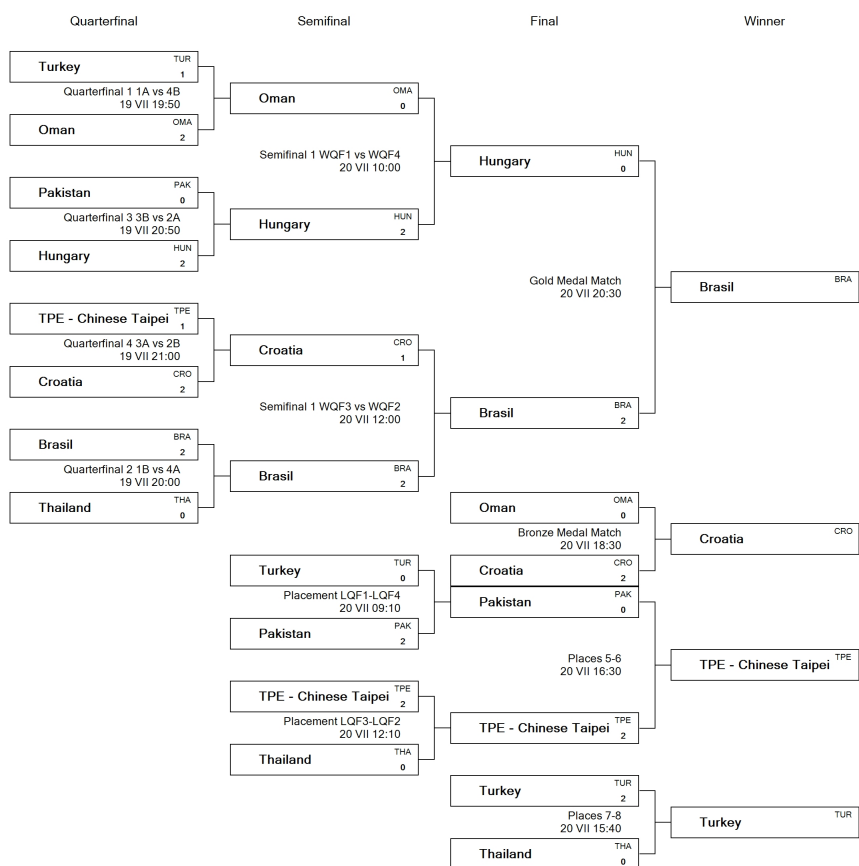 Quarterfinal
Semifinal
Final
Winner
Turkey TUR
1
Quarterfinal 1 1A vs 4B
19 VII 19:50
Oman OMA
2
Pakistan PAK
0
Quarterfinal 3 3B vs 2A
19 VII 20:50
Hungary HUN
2
TPE - Chinese Taipei TPE
1
Quarterfinal 4 3A vs 2B
19 VII 21:00
Croatia CRO
2
Brasil BRA
2
Quarterfinal 2 1B vs 4A
19 VII 20:00
Thailand THA
0
Oman OMA
0
Semifinal 1 WQF1 vs WQF4
20 VII 10:00
Hungary HUN
2
Croatia CRO
1
Semifinal 1 WQF3 vs WQF2
20 VII 12:00
Brasil BRA
2
Turkey TUR
0
Placement LQF1-LQF4
20 VII 09:10
Pakistan PAK
2
TPE - Chinese Taipei TPE
2
Placement LQF3-LQF2
20 VII 12:10
Thailand THA
0
Hungary HUN
0
Gold Medal Match
20 VII 20:30
Brasil BRA
2
Oman OMA
0
Bronze Medal Match
20 VII 18:30
Croatia CRO
2
Pakistan PAK
0
Places 5-6
20 VII 16:30
TPE - Chinese Taipei TPE
2
Turkey TUR
2
Places 7-8
20 VII 15:40
Thailand THA
0
Brasil BRA
Croatia CRO
TPE - Chinese Taipei TPE
Turkey TUR